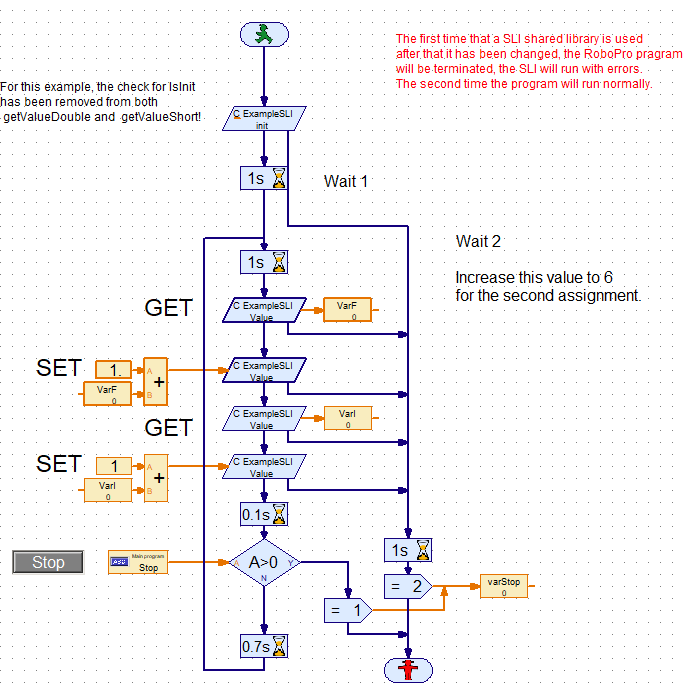 The first time that a SLI shared library is used
after that it has been changed, the RoboPro pragram
will be terminated, the SLI will run with errors.
The second time the program will run normally.
For this example, the check for IsInit
has been removed from both
getValueDouble and getValueShort!
C ExampleSLI
init
1s
Wait 1
Wait 2
1s
Increase this value to 6
for the second assignment.
GET
C ExampleSLI
Value
VarF
0
SET
1.
A
+
VarF
0
B
C ExampleSLI
Value
GET
C ExampleSLI
Value
VarI
0
SET
1
A
+
VarI
0
B
C ExampleSLI
Value
0.1s
1s
Stop
Main program
Stop
A
A>0
Y
N
= 2
varStop
0
= 1
0.7s